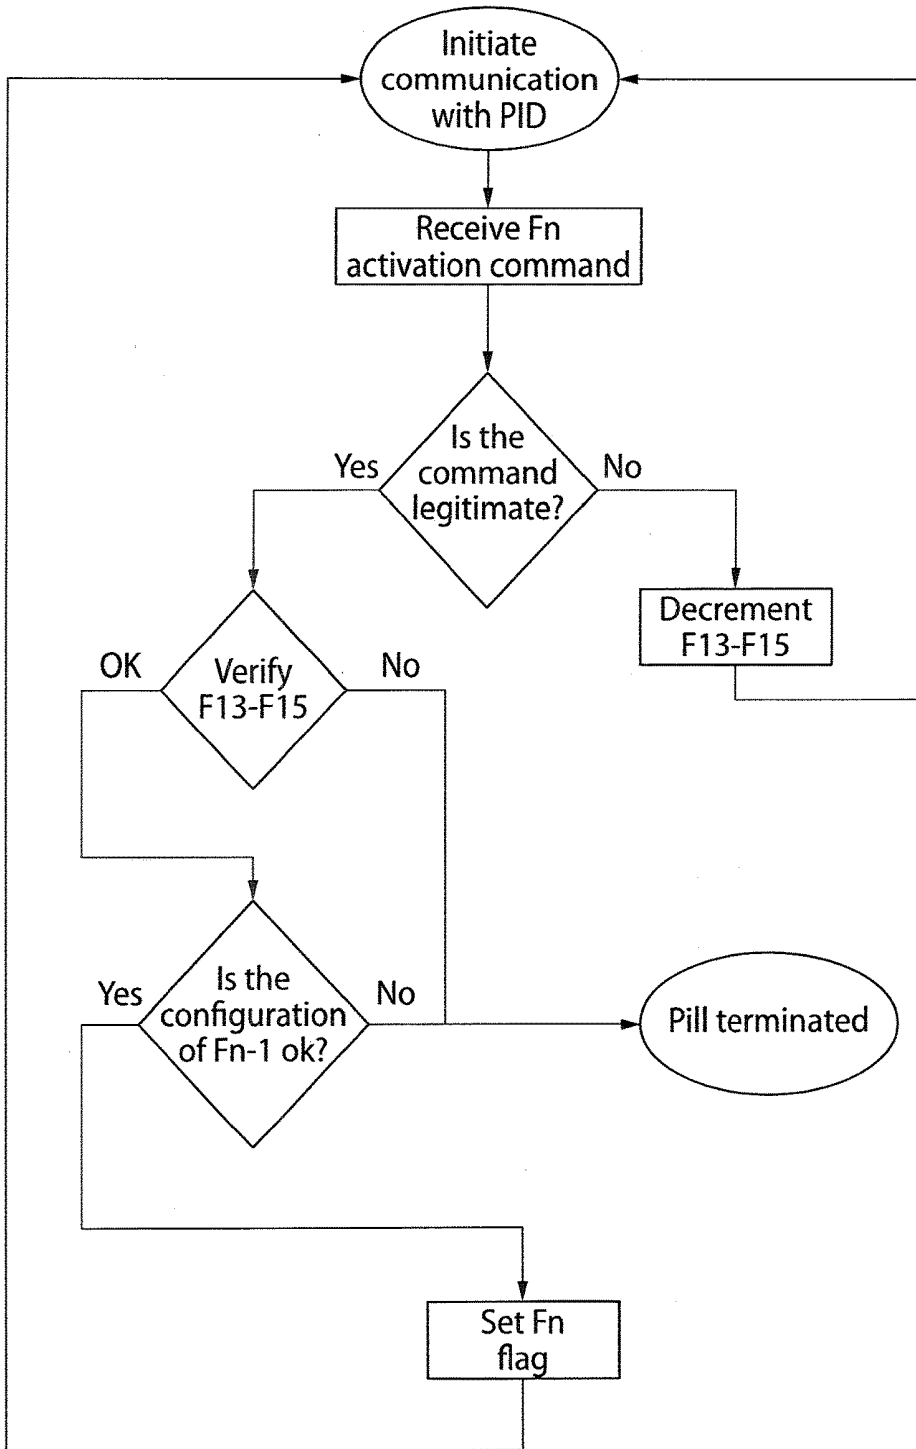 Initiate
communication
with PID
Receive Fn
activation command
Is the
command
legitimate?
Yes
No
Decrement
F13-F15
OK
Verify
F13-F15
No
Yes
Is the
configuration
of Fn-1 ok?
No
Pill terminated
Set Fn
flag